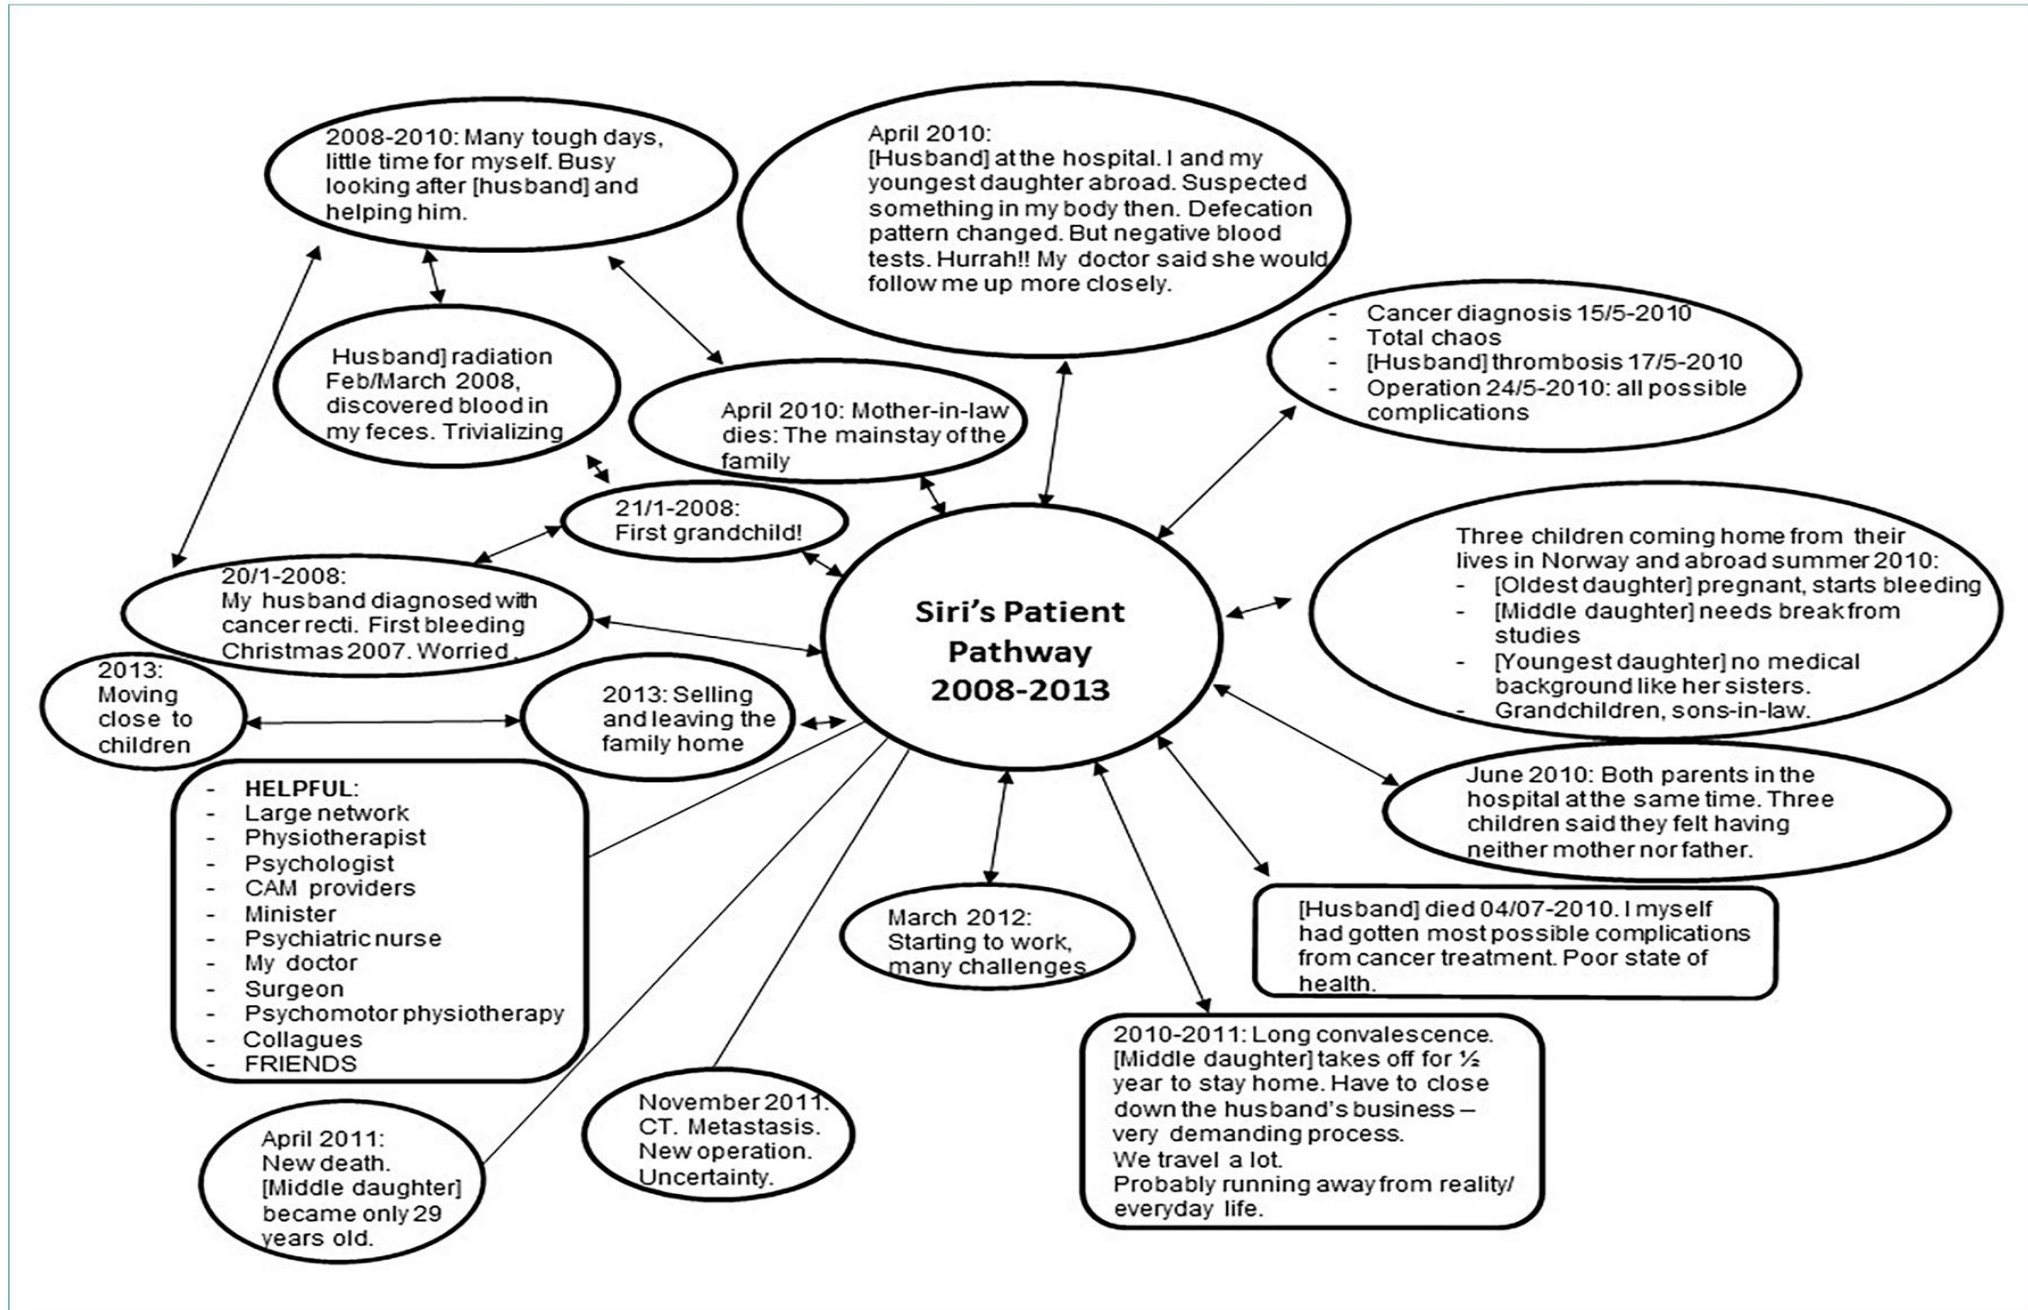 2008-2010: Many tough days,
little time for myself. Busy
looking after [husband] and
helping him.
April 2010:
[Husband] at the hospital. I and my
youngest daughter abroad. Suspected
something in my body then. Defecation
pattern changed. But negative blood
tests. Hurrah!! My doctor said she would
follow me up more closely.
- Cancer diagnosis 15/5-2010
- Total chaos
- [Husband] thrombosis 17/5-2010
- Operation 24/5-2010: all possible
complications
Husband] radiation
Feb/March 2008,
discovered blood in
my feces. Trivializing
April 2010: Mother-in-law
dies: The mainstay of the
family
21/1-2008:
First grandchild!
20/1-2008:
My husband diagnosed with
cancer recti. First bleeding
Christmas 2007. Worried.
Siri's Patient
Pathway
2008-2013
Three children coming home from their
lives in Norway and abroad summer 2010:
- [Oldest daughter] pregnant, starts bleeding
- [Middle daughter] needs break from
studies
- [Youngest daughter] no medical
background like her sisters.
- Grandchildren, sons-in-law.
2013:
Moving
close to
children
2013: Selling
and leaving the
family home
June 2010: Both parents in the
hospital at the same time. Three
children said they felt having
neither mother nor father.
- HELPFUL:
- Large network
- Physiotherapist
- Psychologist
- CAM providers
- Minister
- Psychiatric nurse
- My doctor
- Surgeon
- Psychomotor physiotherapy
- Collagues
- FRIENDS
March 2012:
Starting to work,
many challenges
[Husband] died 04/07-2010. I myself
had gotten most possible complications
from cancer treatment. Poor state of
health.
2010-2011: Long convalescence.
[Middle daughter] takes off for ½
year to stay home. Have to close
down the husband's business –
very demanding process.
We travel a lot.
Probably running away from reality/
everyday life.
November 2011.
CT. Metastasis.
New operation.
Uncertainty.
April 2011:
New death.
[Middle daughter]
became only 29
years old.